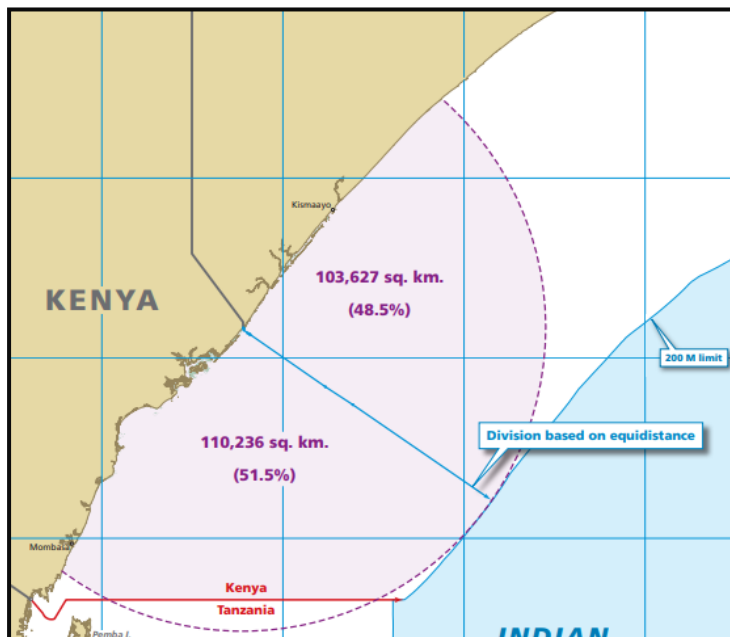 Kismaayo
103,627 sq. km.
(48.5%)
KENYA
200 M limit
Division based on equidistance
110,236 sq. km.
(51.5%)
Mombasa
Kenya
Tanzania
Pemba I.
INDIAN